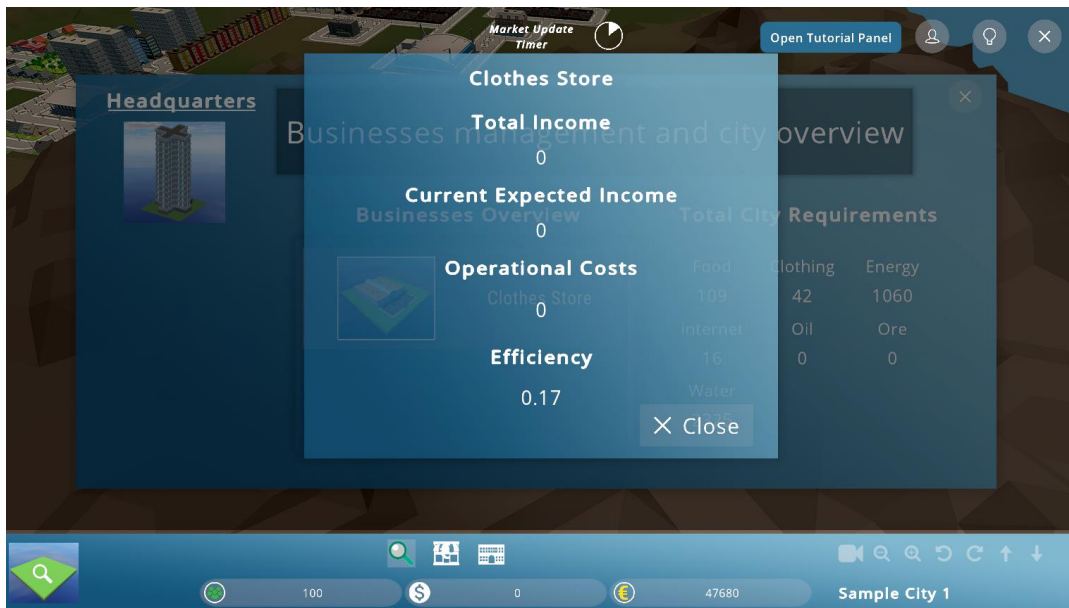 Market Update
Timer
Open Tutorial Panel
Clothes Store
Headquarters
Total Income
Businesses management and city overview
0
Current Expected Income
Businesses Overview
Total City Requirements
0
Operational Costs
Food
Clothing
Energy
Clothes Store
109
42
1060
0
Internet
Oil
Ore
Efficiency
16
0
0
0.17
Water
Close
100
$
0
€
47680
Sample City 1